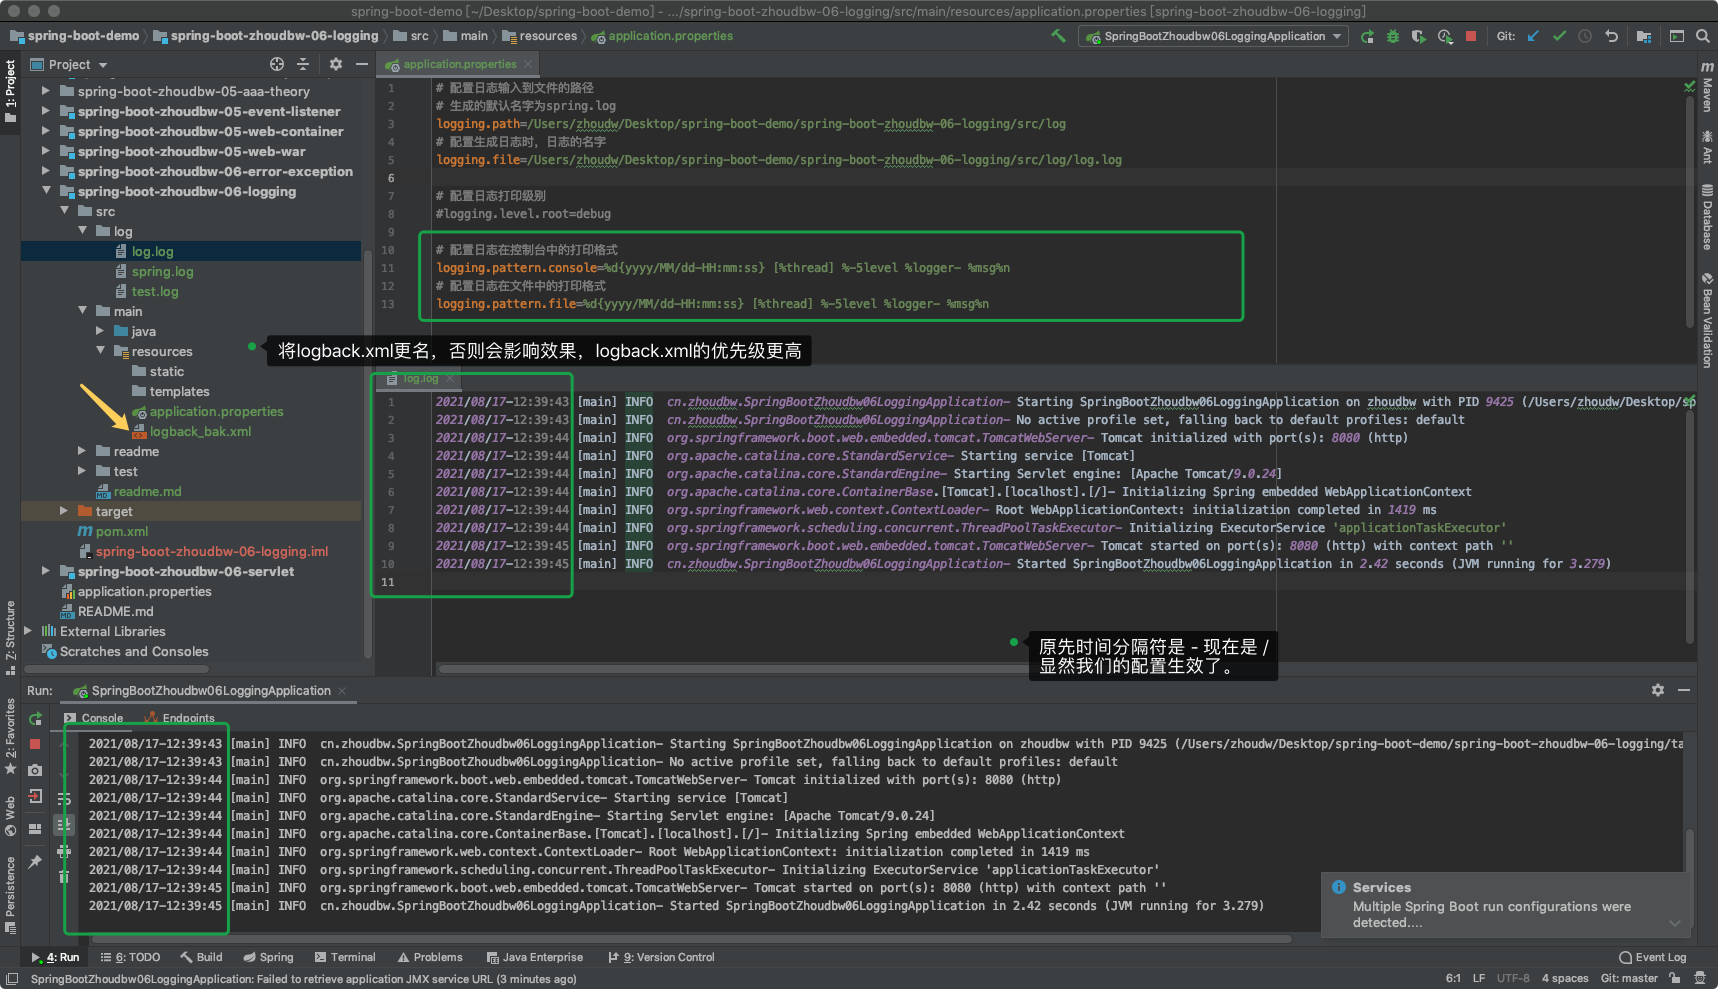 spring-boot-demo [~/Desktop/spring-boot-demo] – .../spring-boot-zhoudbw-06-logging/src/main/resources/application.properties [spring-boot-zhoudbw-06-logging]
spring-boot-demo
spring-boot-zhoudbw-06-logging
src
main
resources
application.properties
SpringBootZhoudbw06LoggingApplication
Git:
1: Project
Project
spring-boot-zhoudbw-05-aaa-theory
spring-boot-zhoudbw-05-event-listener
spring-boot-zhoudbw-05-web-container
spring-boot-zhoudbw-05-web-war
spring-boot-zhoudbw-06-error-exception
spring-boot-zhoudbw-06-logging
src
log
log.log
spring.log
test.log
main
java
resources
static
templates
application.properties
logback_bak.xml
readme
test
readme.md
target
pom.xml
spring-boot-zhoudbw-06-logging.iml
spring-boot-zhoudbw-06-servlet
application.properties
README.md
External Libraries
Scratches and Consoles
application.properties
1 # 配置日志输入到文件的路径
2 # 生成的默认名字为spring.log
3 logging.path=/Users/zhoudw/Desktop/spring-boot-demo/spring-boot-zhoudbw-06-logging/src/log
4 # 配置生成日志时，日志的名字
5 logging.file=/Users/zhoudw/Desktop/spring-boot-demo/spring-boot-zhoudbw-06-logging/src/log/log.log
6
7 # 配置日志打印级别
8 #logging.level.root=debug
9
10 # 配置日志在控制台中的打印格式
11 logging.pattern.console=%d{yyyy/MM/dd-HH:mm:ss} [%thread] %-5level %logger- %msg%n
12 # 配置日志在文件中的打印格式
13 logging.pattern.file=%d{yyyy/MM/dd-HH:mm:ss} [%thread] %-5level %logger- %msg%n
将logback.xml更名，否则会影响效果，logback.xml的优先级更高
log.log
1 2021/08/17-12:39:43 [main] INFO cn.zhoudbw.SpringBootZhoudbw06LoggingApplication- Starting SpringBootZhoudbw06LoggingApplication on zhoudbw with PID 9425 (/Users/zhoudw/Desktop/sp
2 2021/08/17-12:39:43 [main] INFO cn.zhoudbw.SpringBootZhoudbw06LoggingApplication- No active profile set, falling back to default profiles: default
3 2021/08/17-12:39:44 [main] INFO org.springframework.boot.web.embedded.tomcat.TomcatWebServer- Tomcat initialized with port(s): 8080 (http)
4 2021/08/17-12:39:44 [main] INFO org.apache.catalina.core.StandardService- Starting service [Tomcat]
5 2021/08/17-12:39:44 [main] INFO org.apache.catalina.core.StandardEngine- Starting Servlet engine: [Apache Tomcat/9.0.24]
6 2021/08/17-12:39:44 [main] INFO org.apache.catalina.core.ContainerBase.[Tomcat].[localhost].[/]- Initializing Spring embedded WebApplicationContext
7 2021/08/17-12:39:44 [main] INFO org.springframework.web.context.ContextLoader- Root WebApplicationContext: initialization completed in 1419 ms
8 2021/08/17-12:39:44 [main] INFO org.springframework.scheduling.concurrent.ThreadPoolTaskExecutor- Initializing ExecutorService 'applicationTaskExecutor'
9 2021/08/17-12:39:45 [main] INFO org.springframework.boot.web.embedded.tomcat.TomcatWebServer- Tomcat started on port(s): 8080 (http) with context path ''
10 2021/08/17-12:39:45 [main] INFO cn.zhoudbw.SpringBootZhoudbw06LoggingApplication- Started SpringBootZhoudbw06LoggingApplication in 2.42 seconds (JVM running for 3.279)
11
原先时间分隔符是 - 现在是 /
显然我们的配置生效了。
Maven
Ant
Database
Bean Validation
Z: Structure
2: Favorites
Web
Persistence
Run:
SpringBootZhoudbw06LoggingApplication
Console
Endpoints
2021/08/17-12:39:43 [main] INFO cn.zhoudbw.SpringBootZhoudbw06LoggingApplication- Starting SpringBootZhoudbw06LoggingApplication on zhoudbw with PID 9425 (/Users/zhoudw/Desktop/spring-boot-demo/spring-boot-zhoudbw-06-logging/ta
2021/08/17-12:39:43 [main] INFO cn.zhoudbw.SpringBootZhoudbw06LoggingApplication- No active profile set, falling back to default profiles: default
2021/08/17-12:39:44 [main] INFO org.springframework.boot.web.embedded.tomcat.TomcatWebServer- Tomcat initialized with port(s): 8080 (http)
2021/08/17-12:39:44 [main] INFO org.apache.catalina.core.StandardService- Starting service [Tomcat]
2021/08/17-12:39:44 [main] INFO org.apache.catalina.core.StandardEngine- Starting Servlet engine: [Apache Tomcat/9.0.24]
2021/08/17-12:39:44 [main] INFO org.apache.catalina.core.ContainerBase.[Tomcat].[localhost].[/]- Initializing Spring embedded WebApplicationContext
2021/08/17-12:39:44 [main] INFO org.springframework.web.context.ContextLoader- Root WebApplicationContext: initialization completed in 1419 ms
2021/08/17-12:39:44 [main] INFO org.springframework.scheduling.concurrent.ThreadPoolTaskExecutor- Initializing ExecutorService 'applicationTaskExecutor'
2021/08/17-12:39:45 [main] INFO org.springframework.boot.web.embedded.tomcat.TomcatWebServer- Tomcat started on port(s): 8080 (http) with context path ''
2021/08/17-12:39:45 [main] INFO cn.zhoudbw.SpringBootZhoudbw06LoggingApplication- Started SpringBootZhoudbw06LoggingApplication in 2.42 seconds (JVM running for 3.279)
Services
Multiple Spring Boot run configurations were
detected....
4: Run
6: TODO
Build
Spring
Terminal
Problems
Java Enterprise
9: Version Control
Event Log
SpringBootZhoudbw06LoggingApplication: Failed to retrieve application JMX service URL (3 minutes ago)
6:1
LF
UTF-8
4 spaces
Git: master